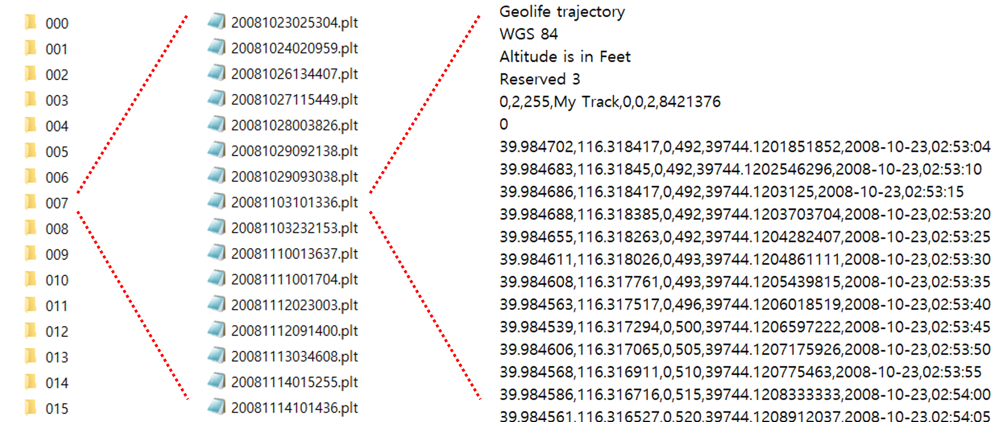 000
001
002
003
004
005
006
007
008
009
010
011
012
013
014
015
20081023025304.plt
20081024020959.plt
20081026134407.plt
20081027115449.plt
20081028003826.plt
20081029092138.plt
20081029093038.plt
20081103101336.plt
20081103232153.plt
20081110013637.plt
20081111001704.plt
20081112023003.plt
20081112091400.plt
20081113034608.plt
20081114015255.plt
20081114101436.plt
Geolife trajectory
WGS 84
Altitude is in Feet
Reserved 3
0,2,255,My Track,0,0,2,8421376
0
39.984702,116.318417,0,492,39744.1201851852,2008-10-23,02:53:04
39.984683,116.31845,0,492,39744.1202546296,2008-10-23,02:53:10
39.984686,116.318417,0,492,39744.1203125,2008-10-23,02:53:15
39.984688,116.318385,0,492,39744.1203703704,2008-10-23,02:53:20
39.984655,116.318263,0,492,39744.1204282407,2008-10-23,02:53:25
39.984611,116.318026,0,493,39744.1204861111,2008-10-23,02:53:30
39.984608,116.317761,0,493,39744.1205439815,2008-10-23,02:53:35
39.984563,116.317517,0,496,39744.1206018519,2008-10-23,02:53:40
39.984539,116.317294,0,500,39744.1206597222,2008-10-23,02:53:45
39.984606,116.317065,0,505,39744.1207175926,2008-10-23,02:53:50
39.984568,116.316911,0,510,39744.120775463,2008-10-23,02:53:55
39.984586,116.316716,0,515,39744.1208333333,2008-10-23,02:54:00
39.984561,116.316527,0,520,39744.1208912037,2008-10-23,02:54:05